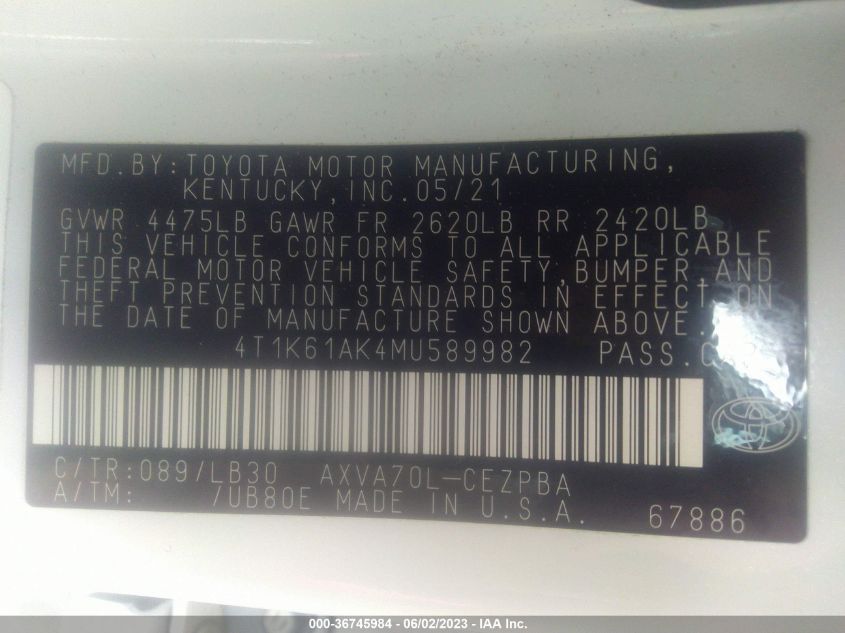 MFD. BY: TOYOTA MOTOR MANUFACTURING,
KENTUCKY, INC. 05/21
GVWR 4475LB GAWR FR 2620LB RR 2420LB
THIS VEHICLE CONFORMS TO ALL APPLICABLE
FEDERAL MOTOR VEHICLE SAFETY, BUMPER, AND
THEFT PREVENTION STANDARDS IN EFFECT ON
THE DATE OF MANUFACTURE SHOWN ABOVE.
4T1K61AK4MU589982 PASS.
C/TR: 089/LB30 AXVA70L-CEZPBA
A/TM: /UB80E MADE IN U.S.A. 67886
000-36745984 - 06/02/2023 - IAA Inc.